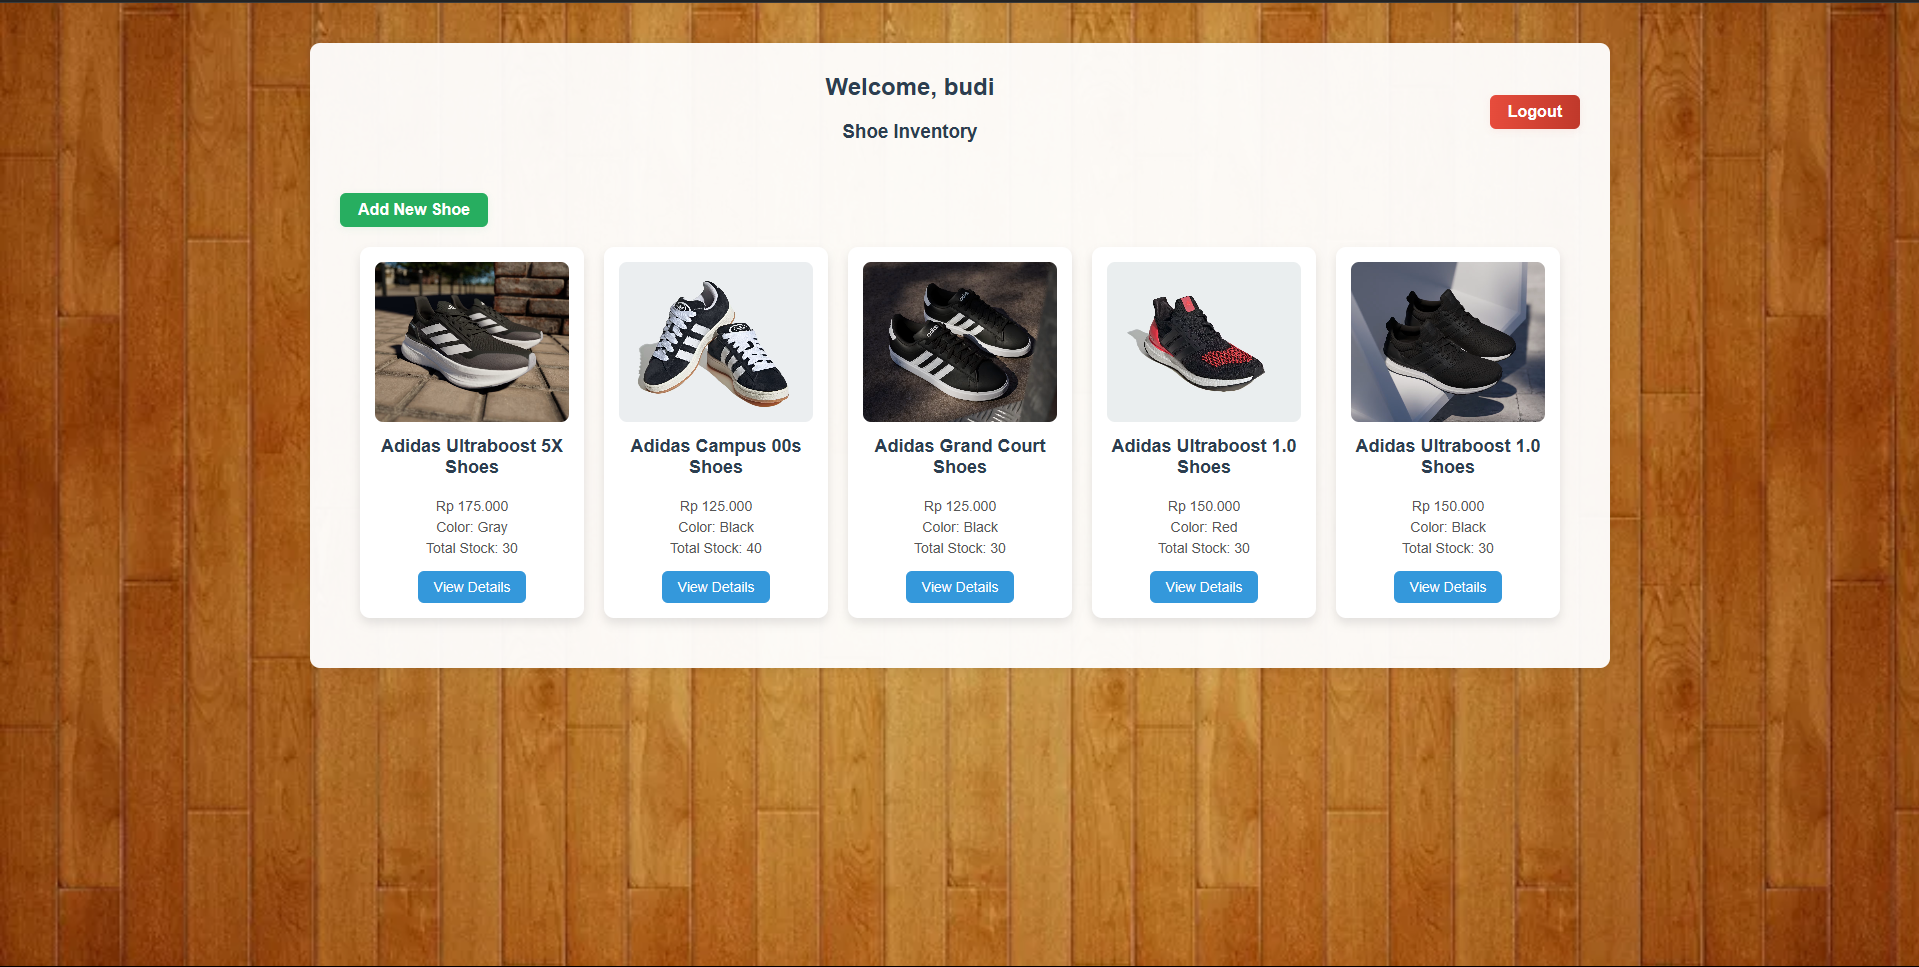 Welcome, budi
Shoe Inventory
Logout
Add New Shoe
Adidas Ultraboost 5X
Shoes
Rp 175.000
Color: Gray
Total Stock: 30
View Details
Adidas Campus 00s
Shoes
Rp 125.000
Color: Black
Total Stock: 40
View Details
Adidas Grand Court
Shoes
Rp 125.000
Color: Black
Total Stock: 30
View Details
Adidas Ultraboost 1.0
Shoes
Rp 150.000
Color: Red
Total Stock: 30
View Details
Adidas Ultraboost 1.0
Shoes
Rp 150.000
Color: Black
Total Stock: 30
View Details